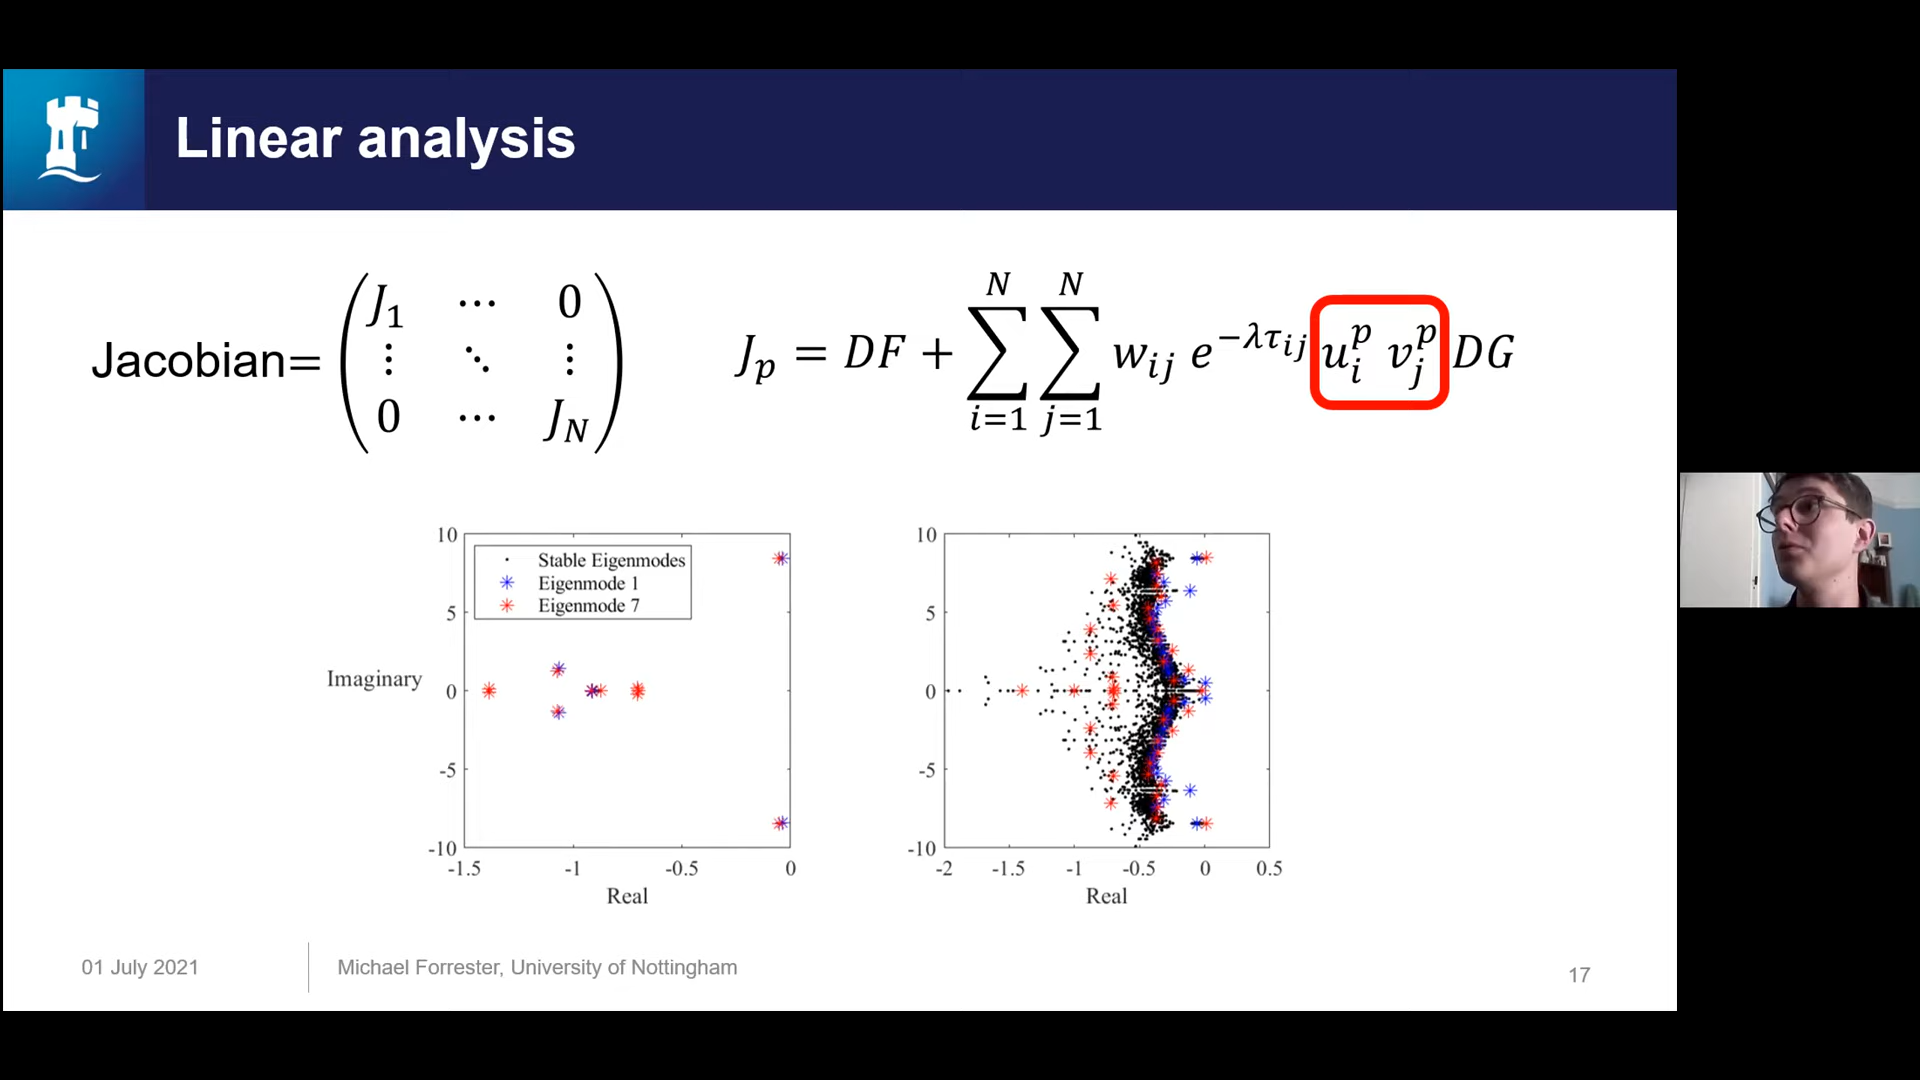 Linear analysis
Jacobian= ( J_1 ⋯ 0
⋮ ⋱ ⋮
0 ⋯ J_N )
J_p = DF + ∑_{i=1}^{N} ∑_{j=1}^{N} w_{ij} e^{-λτ_{ij}} u_i^p v_j^p DG
10
5
0
-5
-10
Imaginary
Stable Eigenmodes
Eigenmode 1
Eigenmode 7
-1.5 -1 -0.5 0
Real
10
5
0
-5
-10
-2 -1.5 -1 -0.5 0 0.5
Real
01 July 2021
Michael Forrester, University of Nottingham
17